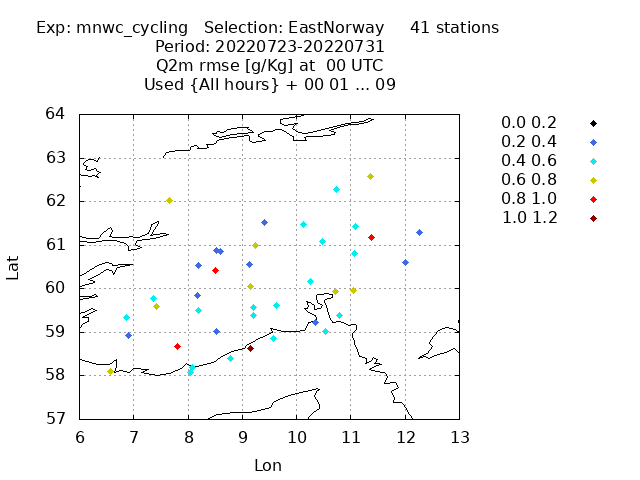 Exp: mnwc_cycling   Selection: EastNorway     41 stations
Period: 20220723-20220731
Q2m rmse [g/Kg] at  00 UTC
Used {All hours} + 00 01 ... 09
64
63
62
61
60
59
58
57
Lat
6 7 8 9 10 11 12 13
Lon
0.0 0.2
0.2 0.4
0.4 0.6
0.6 0.8
0.8 1.0
1.0 1.2